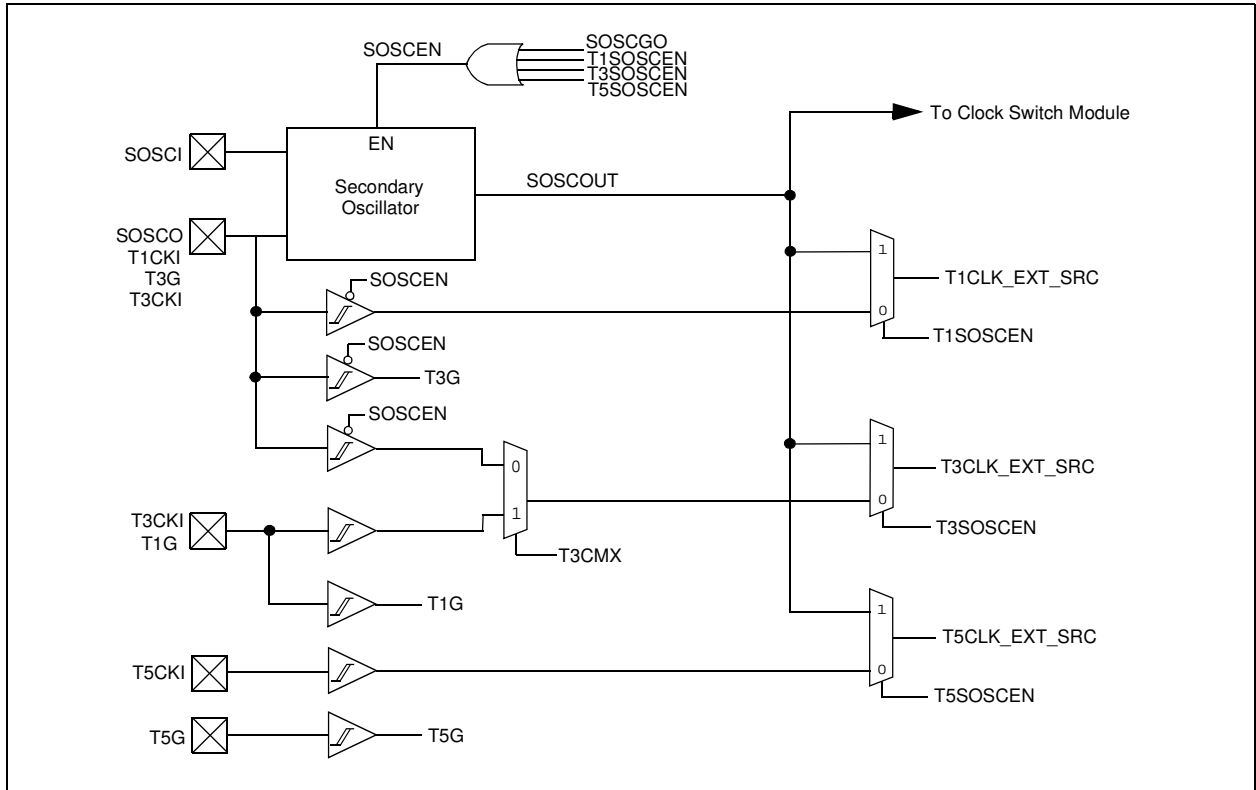 SOSCEN
SOSCGO
T1SOSCEN
T3SOSCEN
T5SOSCEN
To Clock Switch Module
SOSCI
EN
Secondary
Oscillator
SOSCOUT
SOSCO
T1CKI
T3G
T3CKI
SOSCEN
1
T1CLK_EXT_SRC
0
T1SOSCEN
SOSCEN
T3G
SOSCEN
0
1
T3CMX
1
T3CLK_EXT_SRC
0
T3SOSCEN
T3CKI
T1G
T1G
1
T5CLK_EXT_SRC
0
T5SOSCEN
T5CKI
T5G
T5G